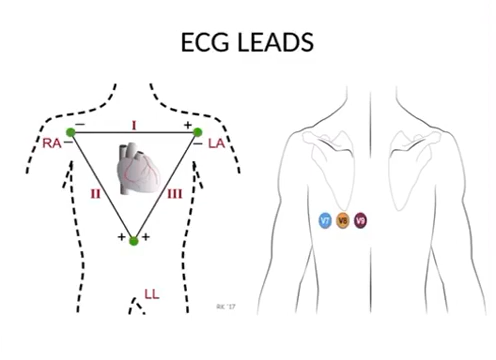 ECG LEADS
− I +
RA − − LA
II III
+ +
V7 V8 V9
LL
RK '17